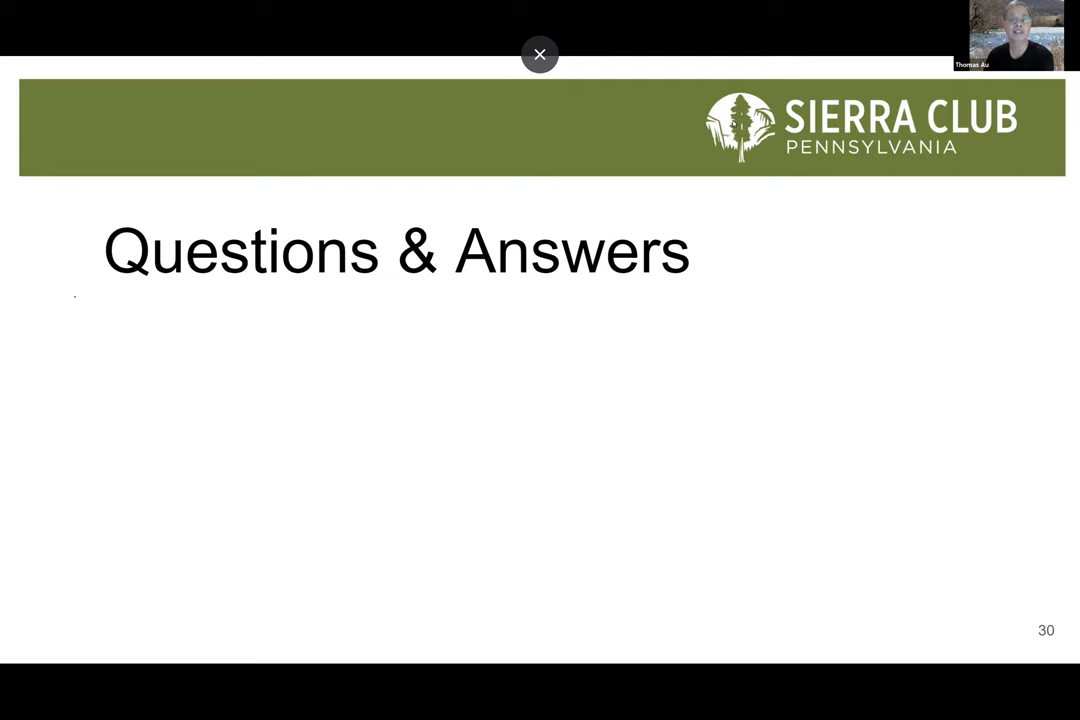 Thomas Au
SIERRA CLUB
PENNSYLVANIA
Questions & Answers
30